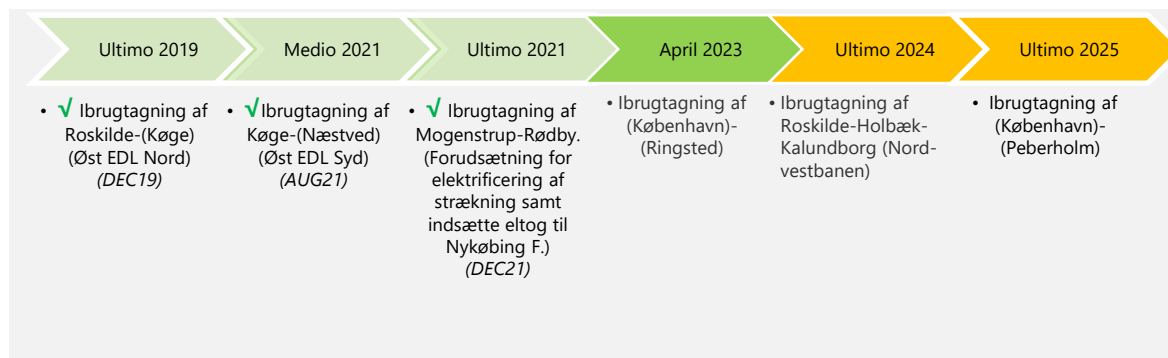 Ultimo 2019
Medio 2021
Ultimo 2021
April 2023
Ultimo 2024
Ultimo 2025
• √ Ibrugtagning af
Roskilde-(Køge)
(Øst EDL Nord)
(DEC19)
• √Ibrugtagning af
Køge-(Næstved)
(Øst EDL Syd)
(AUG21)
• √ Ibrugtagning af
Mogenstrup-Rødby.
(Forudsætning for
elektrificering af
strækning samt
indsætte eltog til
Nykøbing F.)
(DEC21)
• Ibrugtagning af
(København)-
(Ringsted)
• Ibrugtagning af
Roskilde-Holbæk-
Kalundborg (Nord-
vestbanen)
• Ibrugtagning af
(København)-
(Peberholm)